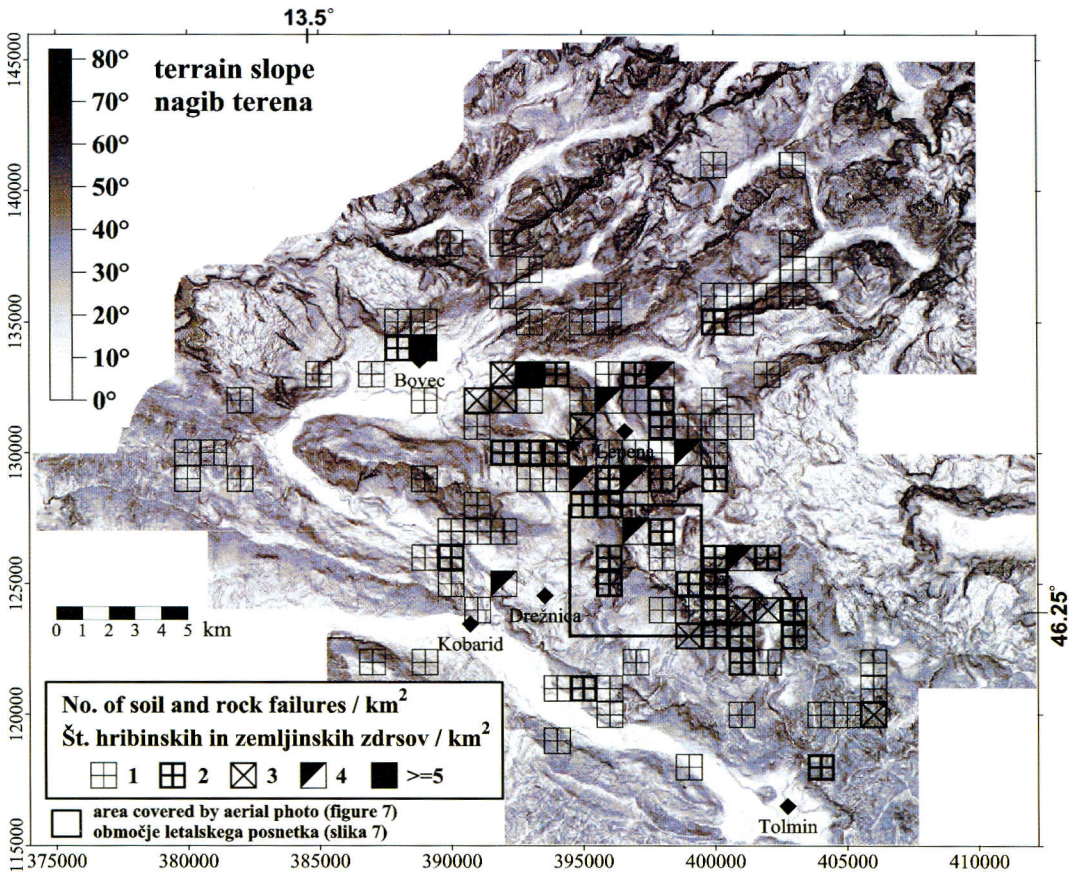 13.5°
145000
140000
135000
130000
125000
120000
115000
80°
70°
60°
50°
40°
30°
20°
10°
0°
terrain slope
nagib terena
Bovec
Lepena
Drežnica
Kobarid
Tolmin
0 1 2 3 4 5 km
46.25°
No. of soil and rock failures / km²
Št. hribinskih in zemljinskih zdrsov / km²
1 2 3 4 >=5
area covered by aerial photo (figure 7)
območje letalskega posnetka (slika 7)
375000 380000 385000 390000 395000 400000 405000 410000